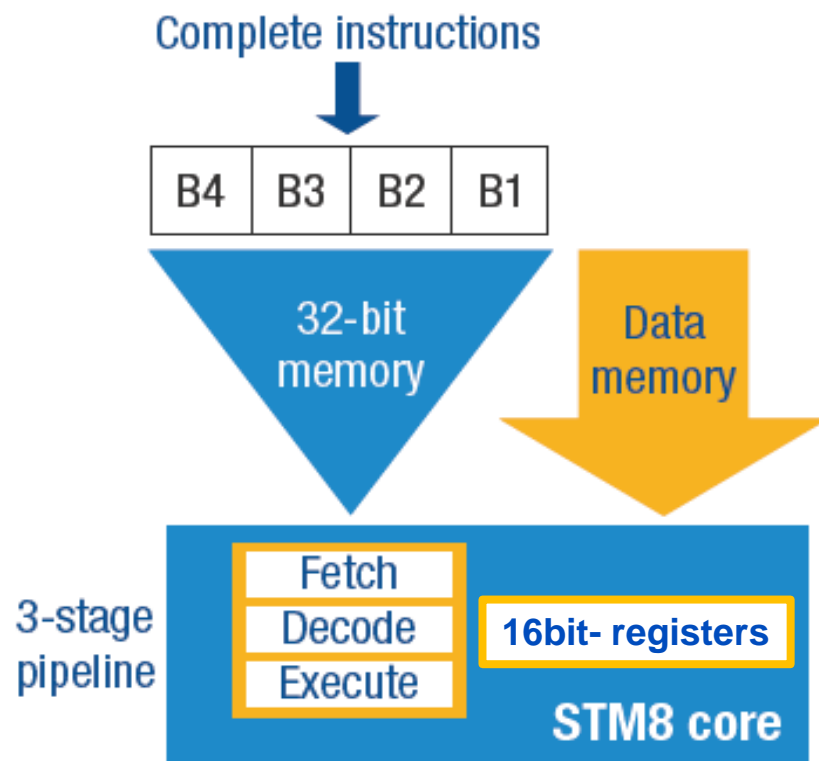 Complete instructions
B4 B3 B2 B1
32-bit
memory
Data
memory
3-stage
pipeline
Fetch
Decode
Execute
16bit- registers
STM8 core